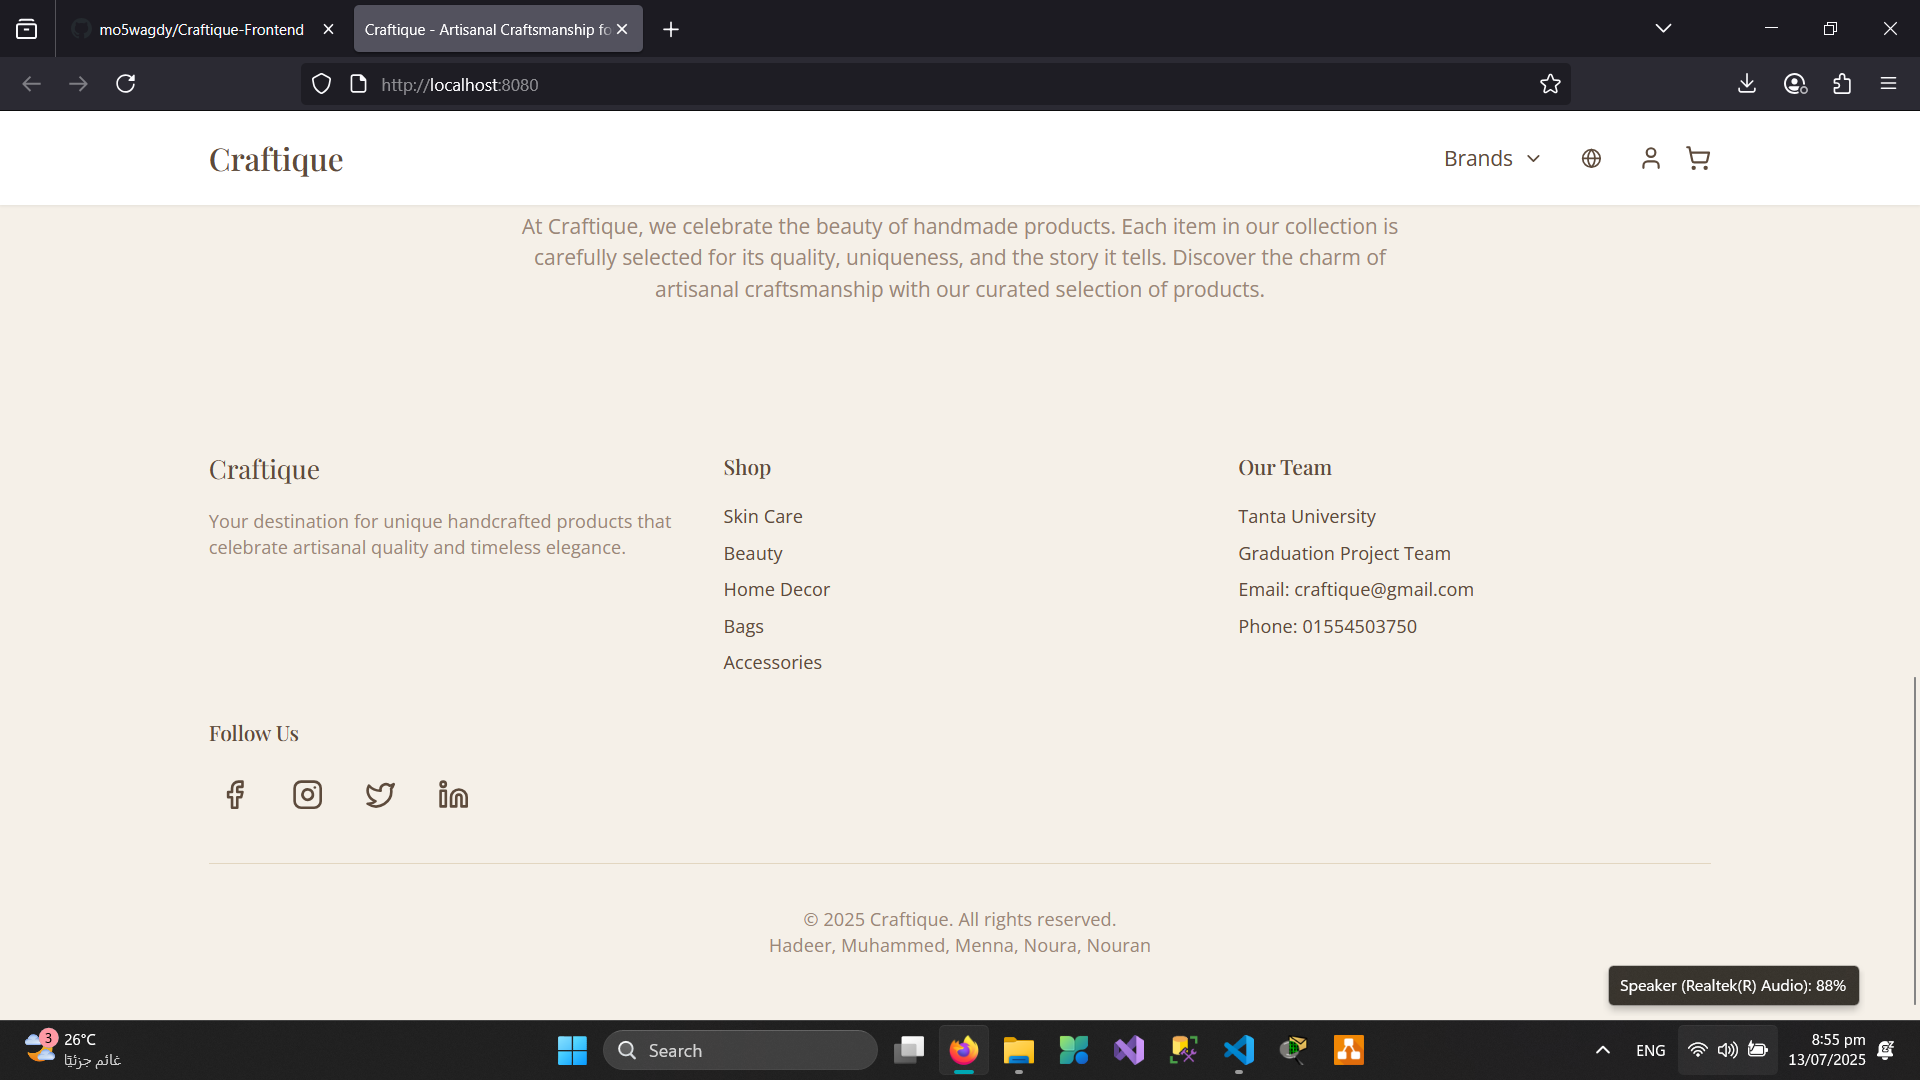 mo5wagdy/Craftique-Frontend
Craftique - Artisanal Craftsmanship fo
http://localhost:8080
Craftique
Brands
At Craftique, we celebrate the beauty of handmade products. Each item in our collection is
carefully selected for its quality, uniqueness, and the story it tells. Discover the charm of
artisanal craftsmanship with our curated selection of products.
Craftique
Your destination for unique handcrafted products that
celebrate artisanal quality and timeless elegance.
Shop
Skin Care
Beauty
Home Decor
Bags
Accessories
Our Team
Tanta University
Graduation Project Team
Email: craftique@gmail.com
Phone: 01554503750
Follow Us
© 2025 Craftique. All rights reserved.
Hadeer, Muhammed, Menna, Noura, Nouran
Speaker (Realtek(R) Audio): 88%
3
26°C
غائم جزئيًا
Search
ENG
8:55 pm
13/07/2025